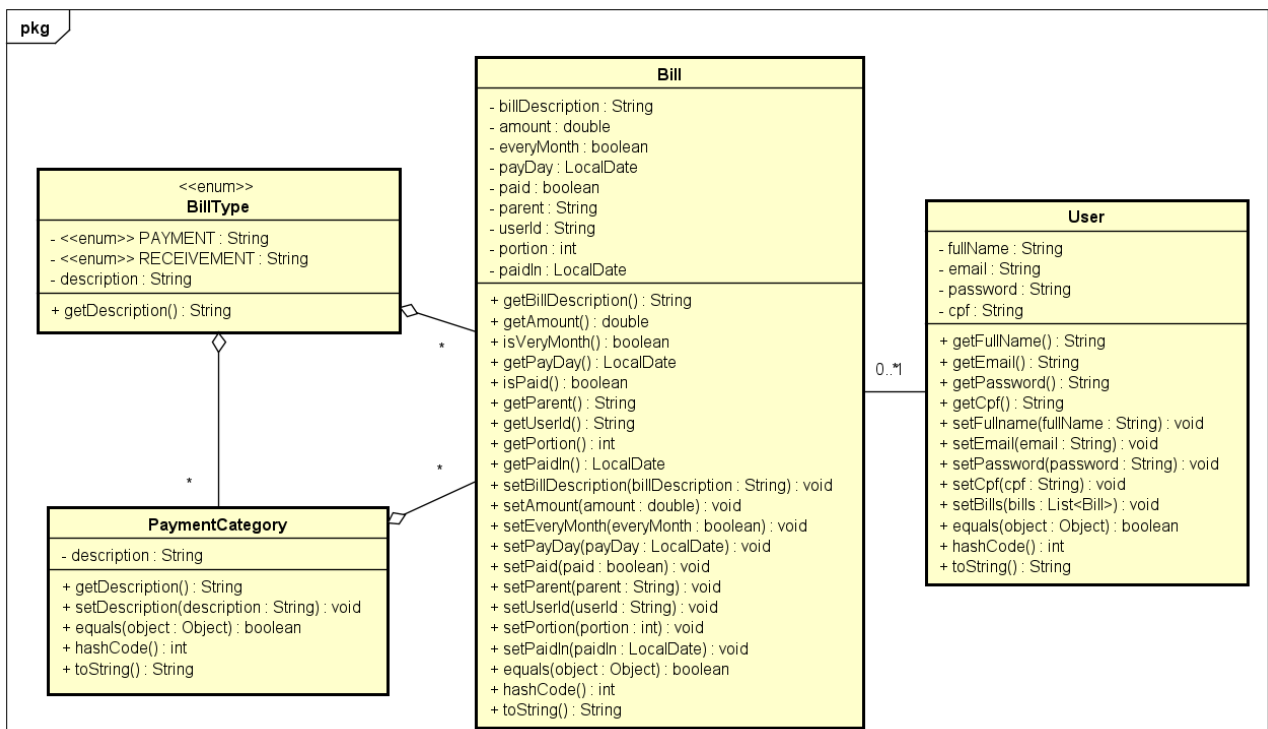 pkg
<<enum>>
BillType
- <<enum>> PAYMENT : String
- <<enum>> RECEIVEMENT : String
- description : String
+ getDescription() : String
*
PaymentCategory
- description : String
+ getDescription() : String
+ setDescription(description : String) : void
+ equals(object : Object) : boolean
+ hashCode() : int
+ toString() : String
*
*
Bill
- billDescription : String
- amount : double
- everyMonth : boolean
- payDay : LocalDate
- paid : boolean
- parent : String
- userId : String
- portion : int
- paidIn : LocalDate
+ getBillDescription() : String
+ getAmount() : double
+ isVeryMonth() : boolean
+ getPayDay() : LocalDate
+ isPaid() : boolean
+ getParent() : String
+ getUserId() : String
+ getPortion() : int
+ getPaidIn() : LocalDate
+ setBillDescription(billDescription : String) : void
+ setAmount(amount : double) : void
+ setEveryMonth(everyMonth : boolean) : void
+ setPayDay(payDay : LocalDate) : void
+ setPaid(paid : boolean) : void
+ setParent(parent : String) : void
+ setUserId(userId : String) : void
+ setPortion(portion : int) : void
+ setPaidIn(paidIn : LocalDate) : void
+ equals(object : Object) : boolean
+ hashCode() : int
+ toString() : String
0..*1
User
- fullName : String
- email : String
- password : String
- cpf : String
+ getFullName() : String
+ getEmail() : String
+ getPassword() : String
+ getCpf() : String
+ setFullname(fullName : String) : void
+ setEmail(email : String) : void
+ setPassword(password : String) : void
+ setCpf(cpf : String) : void
+ setBills(bills : List<Bill>) : void
+ equals(object : Object) : boolean
+ hashCode() : int
+ toString() : String